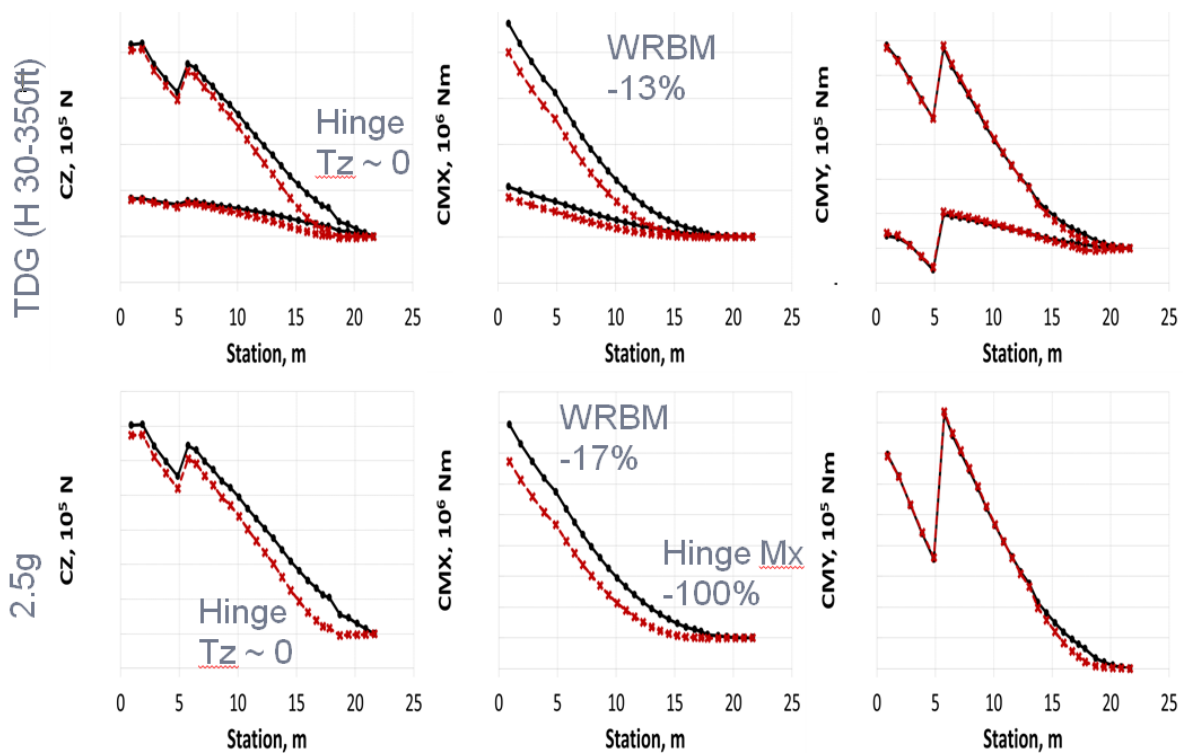 TDG (H 30-350ft)
CZ, 10⁵ N
Hinge
Tz ~ 0
0 5 10 15 20 25
Station, m
CMX, 10⁶ Nm
WRBM
-13%
0 5 10 15 20 25
Station, m
CMY, 10⁵ Nm
0 5 10 15 20 25
Station, m
2.5g
CZ, 10⁵ N
Hinge
Tz ~ 0
0 5 10 15 20 25
Station, m
CMX, 10⁶ Nm
WRBM
-17%
Hinge Mx
-100%
0 5 10 15 20 25
Station, m
CMY, 10⁵ Nm
0 5 10 15 20 25
Station, m